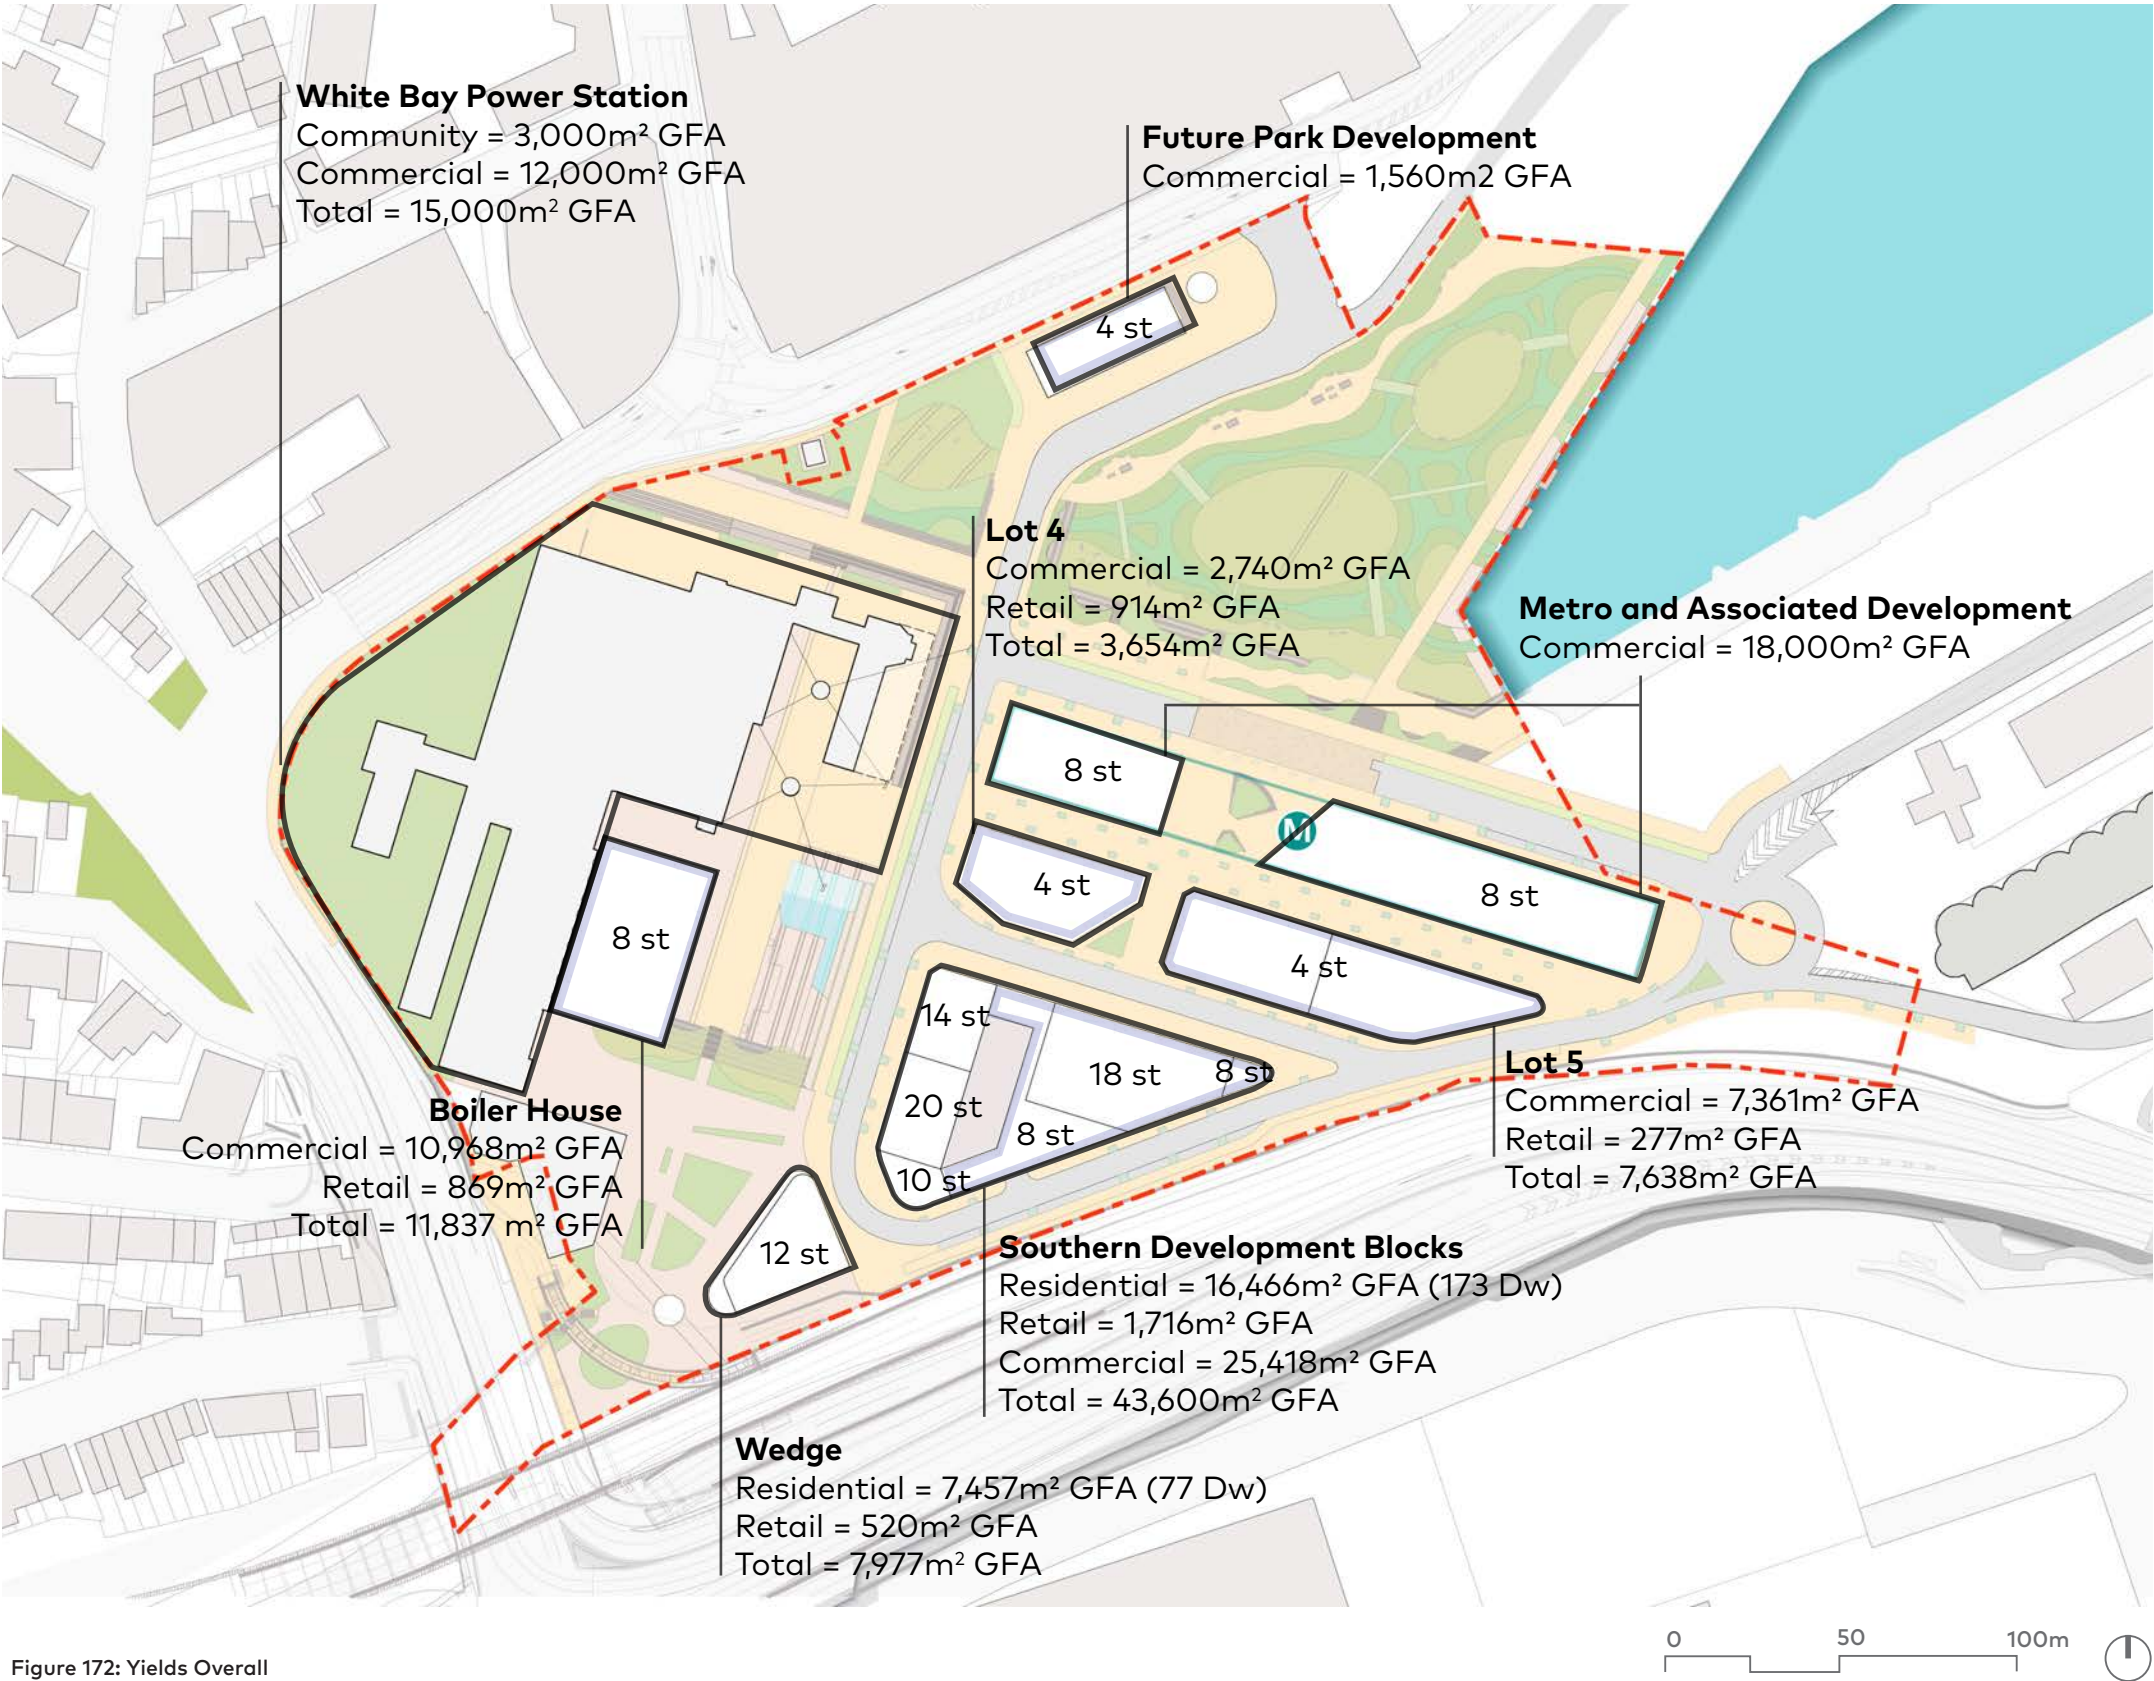 White Bay Power Station
Community = 3,000m² GFA
Commercial = 12,000m² GFA
Total = 15,000m² GFA
Future Park Development
Commercial = 1,560m2 GFA
4 st
Lot 4
Commercial = 2,740m² GFA
Retail = 914m² GFA
Total = 3,654m² GFA
Metro and Associated Development
Commercial = 18,000m² GFA
8 st
M
4 st
8 st
8 st
4 st
14 st
18 st
8 st
20 st
8 st
10 st
Lot 5
Commercial = 7,361m² GFA
Retail = 277m² GFA
Total = 7,638m² GFA
Boiler House
Commercial = 10,968m² GFA
Retail = 869m² GFA
Total = 11,837 m² GFA
12 st
Southern Development Blocks
Residential = 16,466m² GFA (173 Dw)
Retail = 1,716m² GFA
Commercial = 25,418m² GFA
Total = 43,600m² GFA
Wedge
Residential = 7,457m² GFA (77 Dw)
Retail = 520m² GFA
Total = 7,977m² GFA
0 50 100m
Figure 172: Yields Overall